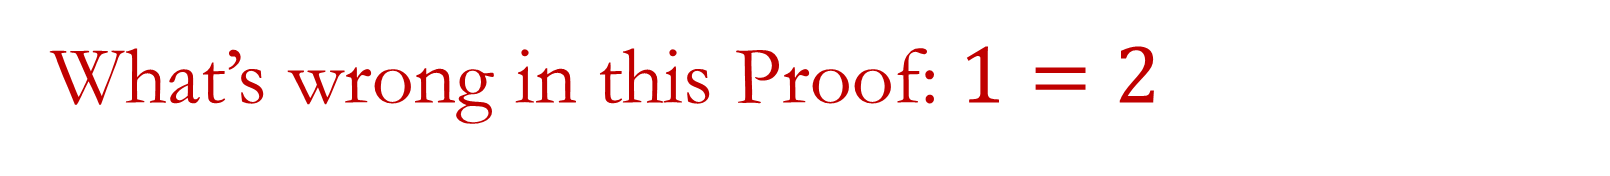 What’s wrong in this Proof: 1 = 2